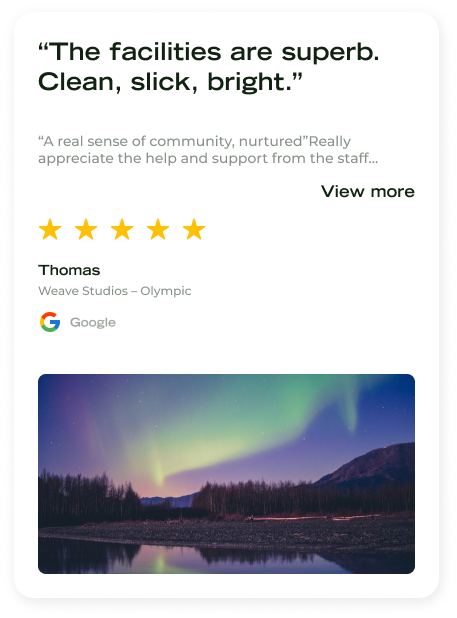 “The facilities are superb.
Clean, slick, bright.”
“A real sense of community, nurtured”Really
appreciate the help and support from the staff...
View more
Thomas
Weave Studios – Olympic
Google